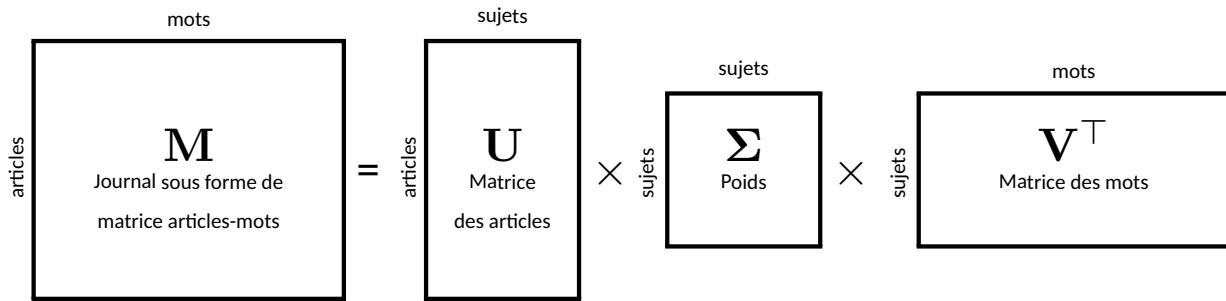 mots
articles
M
Journal sous forme de
matrice articles-mots
=
sujets
articles
U
Matrice
des articles
×
sujets
sujets
Σ
Poids
×
mots
sujets
V⊤
Matrice des mots